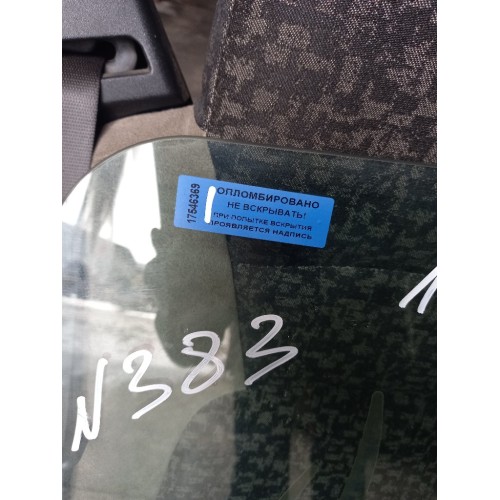 17546369
ОПЛОМБИРОВАНО
НЕ ВСКРЫВАТЬ!
ПРИ ПОПЫТКЕ ВСКРЫТИЯ
ПРОЯВЛЯЕТСЯ НАДПИСЬ
N383